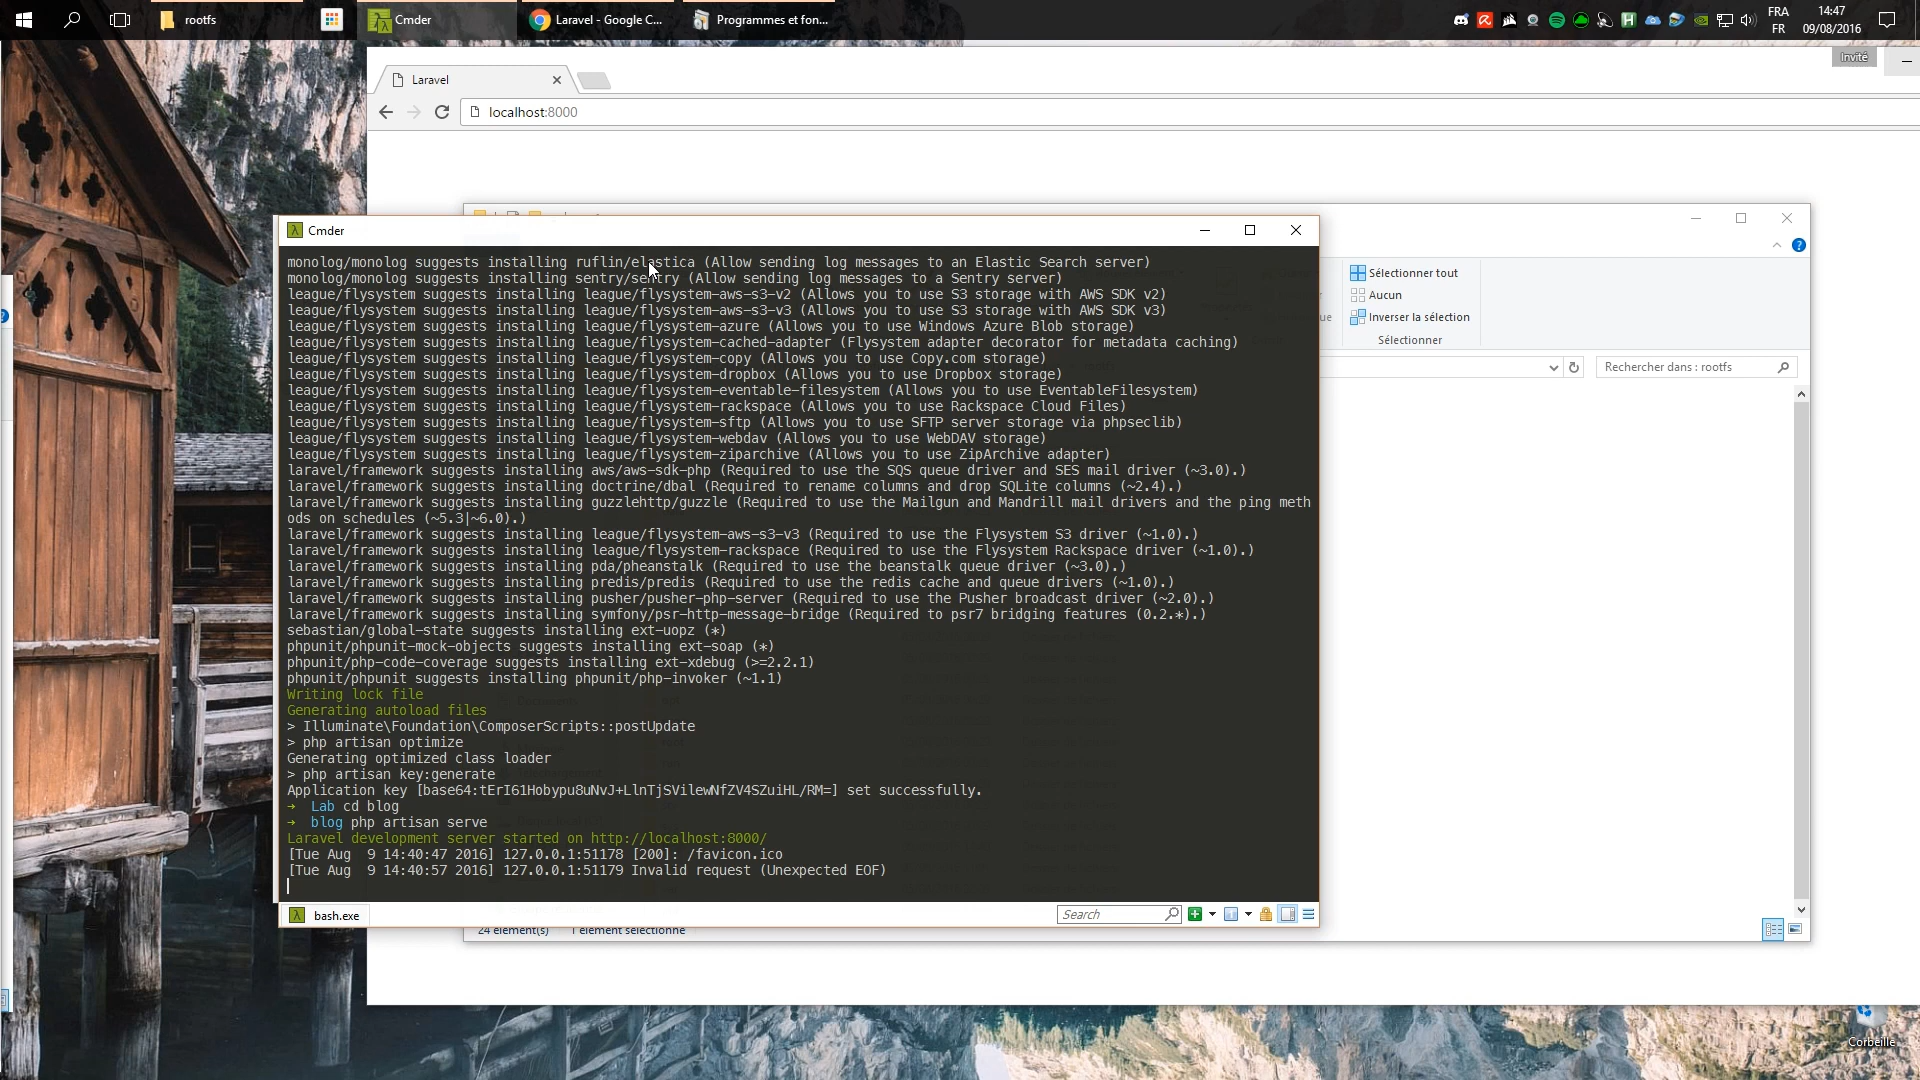 rootfs
Cmder
Laravel - Google C...
Programmes et fon...
FRA
FR
14:47
09/08/2016
Invité
Laravel
localhost:8000
Cmder
monolog/monolog suggests installing ruflin/elastica (Allow sending log messages to an Elastic Search server)
monolog/monolog suggests installing sentry/sentry (Allow sending log messages to a Sentry server)
league/flysystem suggests installing league/flysystem-aws-s3-v2 (Allows you to use S3 storage with AWS SDK v2)
league/flysystem suggests installing league/flysystem-aws-s3-v3 (Allows you to use S3 storage with AWS SDK v3)
league/flysystem suggests installing league/flysystem-azure (Allows you to use Windows Azure Blob storage)
league/flysystem suggests installing league/flysystem-cached-adapter (Flysystem adapter decorator for metadata caching)
league/flysystem suggests installing league/flysystem-copy (Allows you to use Copy.com storage)
league/flysystem suggests installing league/flysystem-dropbox (Allows you to use Dropbox storage)
league/flysystem suggests installing league/flysystem-eventable-filesystem (Allows you to use EventableFilesystem)
league/flysystem suggests installing league/flysystem-rackspace (Allows you to use Rackspace Cloud Files)
league/flysystem suggests installing league/flysystem-sftp (Allows you to use SFTP server storage via phpseclib)
league/flysystem suggests installing league/flysystem-webdav (Allows you to use WebDAV storage)
league/flysystem suggests installing league/flysystem-ziparchive (Allows you to use ZipArchive adapter)
laravel/framework suggests installing aws/aws-sdk-php (Required to use the SQS queue driver and SES mail driver (~3.0).)
laravel/framework suggests installing doctrine/dbal (Required to rename columns and drop SQLite columns (~2.4).)
laravel/framework suggests installing guzzlehttp/guzzle (Required to use the Mailgun and Mandrill mail drivers and the ping meth
ods on schedules (~5.3|~6.0).)
laravel/framework suggests installing league/flysystem-aws-s3-v3 (Required to use the Flysystem S3 driver (~1.0).)
laravel/framework suggests installing league/flysystem-rackspace (Required to use the Flysystem Rackspace driver (~1.0).)
laravel/framework suggests installing pda/pheanstalk (Required to use the beanstalk queue driver (~3.0).)
laravel/framework suggests installing predis/predis (Required to use the redis cache and queue drivers (~1.0).)
laravel/framework suggests installing pusher/pusher-php-server (Required to use the Pusher broadcast driver (~2.0).)
laravel/framework suggests installing symfony/psr-http-message-bridge (Required to psr7 bridging features (0.2.*).)
sebastian/global-state suggests installing ext-uopz (*)
phpunit/phpunit-mock-objects suggests installing ext-soap (*)
phpunit/php-code-coverage suggests installing ext-xdebug (>=2.2.1)
phpunit/phpunit suggests installing phpunit/php-invoker (~1.1)
Writing lock file
Generating autoload files
> Illuminate\Foundation\ComposerScripts::postUpdate
> php artisan optimize
Generating optimized class loader
> php artisan key:generate
Application key [base64:tErI61Hobypu8uNvJ+LlnTjSVilewNfZV4SZuiHL/RM=] set successfully.
→ Lab cd blog
→ blog php artisan serve
Laravel development server started on http://localhost:8000/
[Tue Aug  9 14:40:47 2016] 127.0.0.1:51178 [200]: /favicon.ico
[Tue Aug  9 14:40:57 2016] 127.0.0.1:51179 Invalid request (Unexpected EOF)
bash.exe
Search
Sélectionner tout
Aucun
Inverser la sélection
Sélectionner
Rechercher dans : rootfs
24 élément(s) 1 élément sélectionné
Corbeille